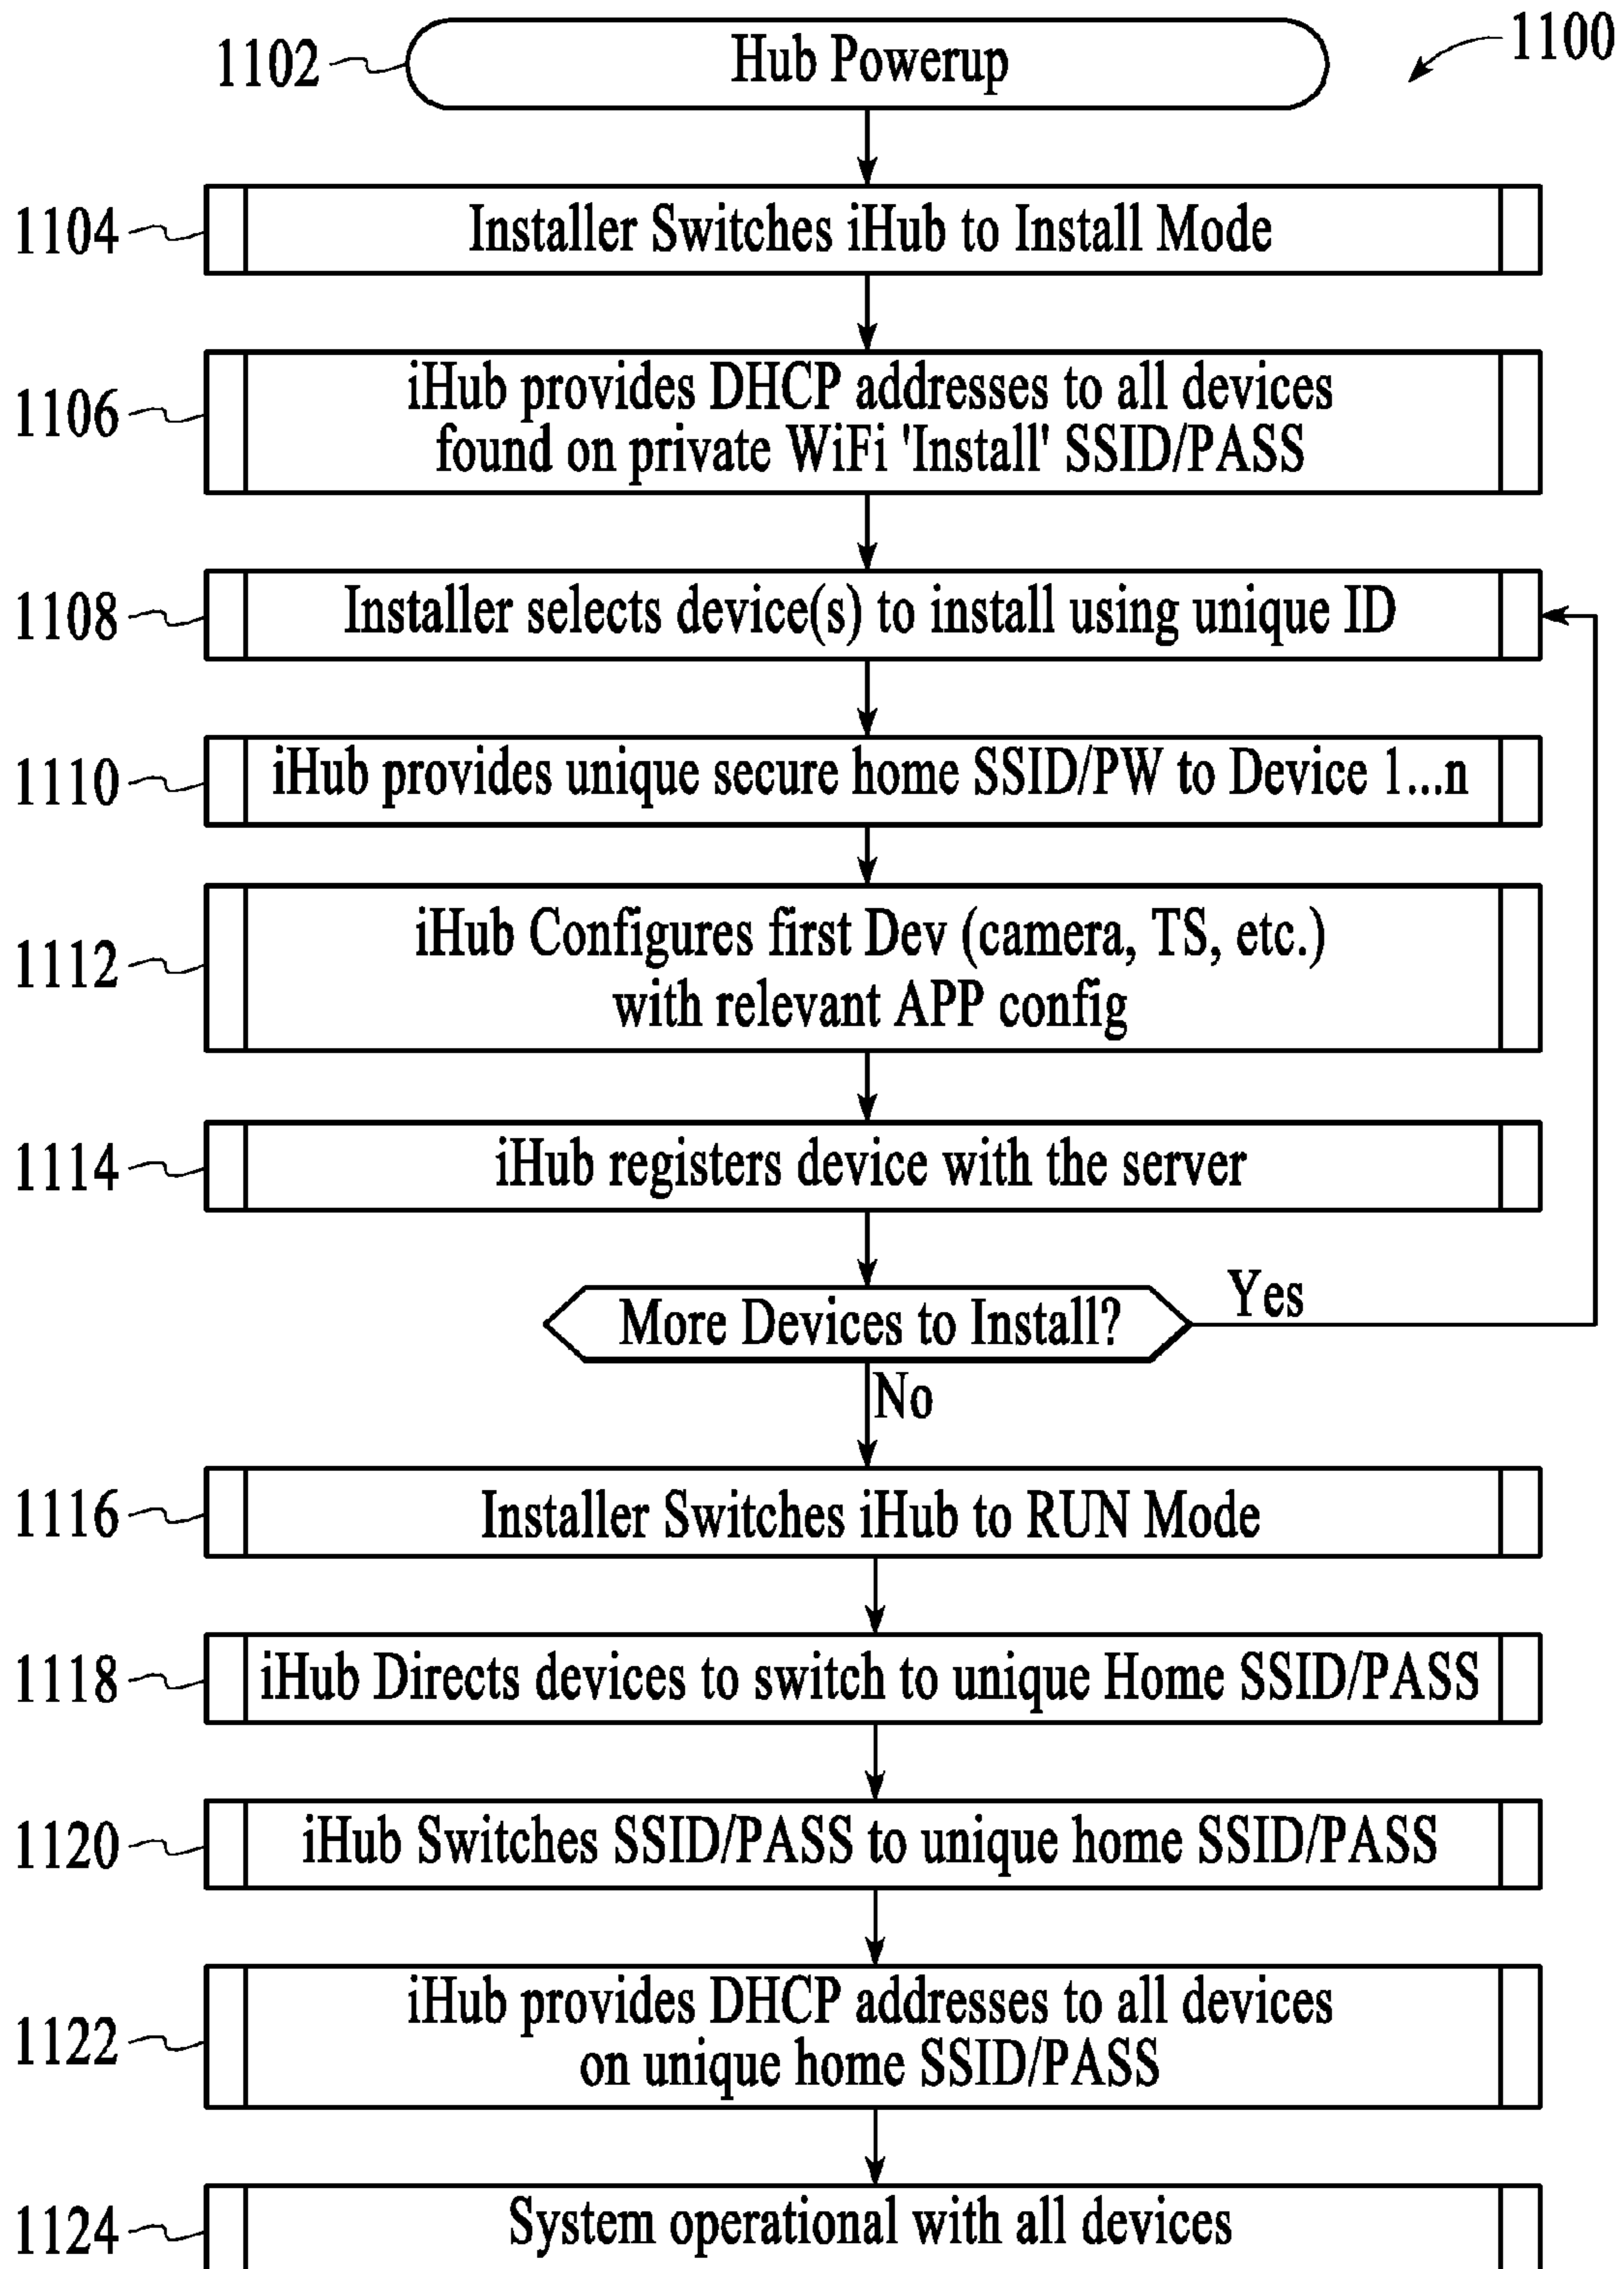 1100
1102
Hub Powerup
1104
Installer Switches iHub to Install Mode
1106
iHub provides DHCP addresses to all devices
found on private WiFi 'Install' SSID/PASS
1108
Installer selects device(s) to install using unique ID
1110
iHub provides unique secure home SSID/PW to Device 1...n
1112
iHub Configures first Dev (camera, TS, etc.)
with relevant APP config
1114
iHub registers device with the server
More Devices to Install?
Yes
No
1116
Installer Switches iHub to RUN Mode
1118
iHub Directs devices to switch to unique Home SSID/PASS
1120
iHub Switches SSID/PASS to unique home SSID/PASS
1122
iHub provides DHCP addresses to all devices
on unique home SSID/PASS
1124
System operational with all devices